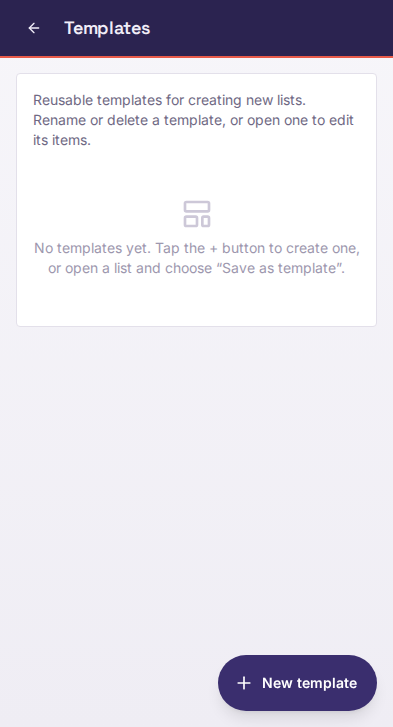 Templates
Reusable templates for creating new lists.
Rename or delete a template, or open one to edit
its items.
No templates yet. Tap the + button to create one,
or open a list and choose “Save as template”.
New template